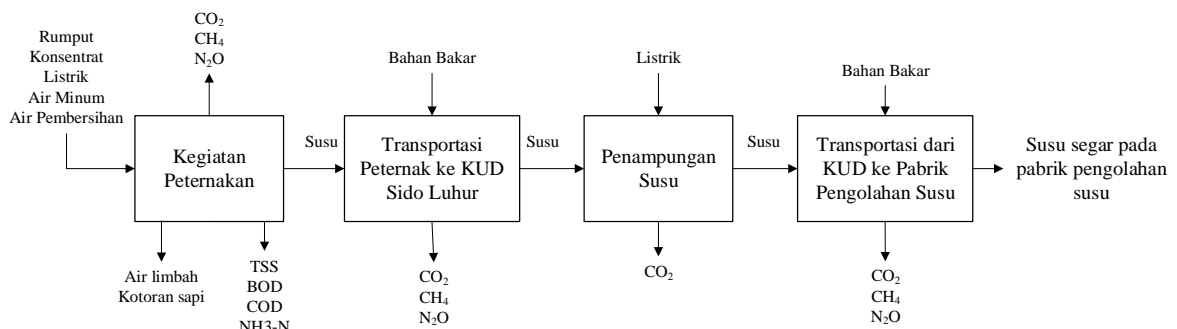 Rumput
Konsentrat
Listrik
Air Minum
Air Pembersihan
CO₂
CH₄
N₂O
Kegiatan
Peternakan
Air limbah
Kotoran sapi
TSS
BOD
COD
NH3-N
Susu
Bahan Bakar
Transportasi
Peternak ke KUD
Sido Luhur
CO₂
CH₄
N₂O
Susu
Listrik
Penampungan
Susu
CO₂
Susu
Bahan Bakar
Transportasi dari
KUD ke Pabrik
Pengolahan Susu
CO₂
CH₄
N₂O
Susu segar pada
pabrik pengolahan
susu